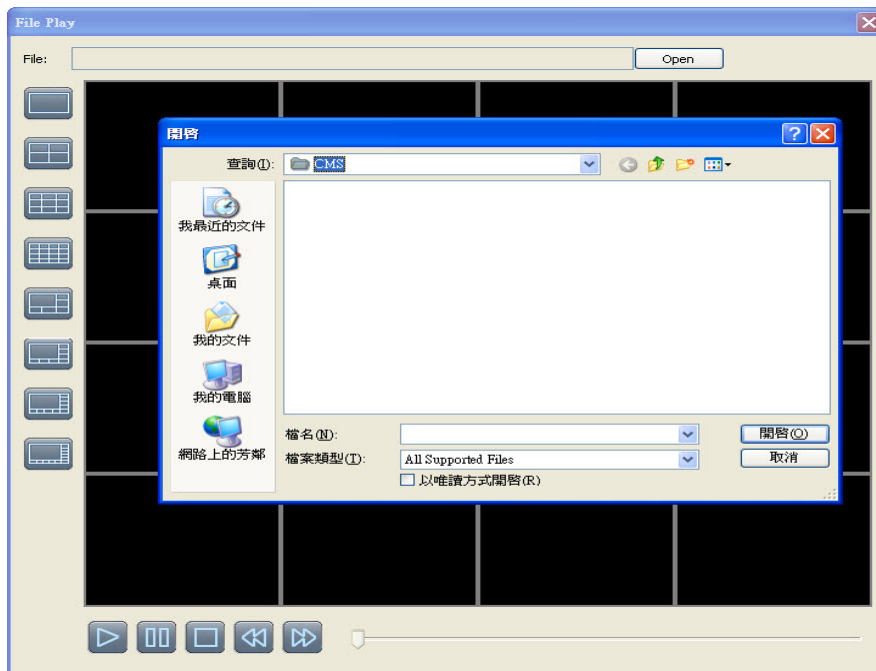 File Play
File:
Open
開啓
查詢(I):
CMS
我最近的文件
桌面
我的文件
我的電腦
網路上的芳鄰
檔名(N):
開啓(O)
檔案類型(T):
All Supported Files
取消
以唯讀方式開啓(R)